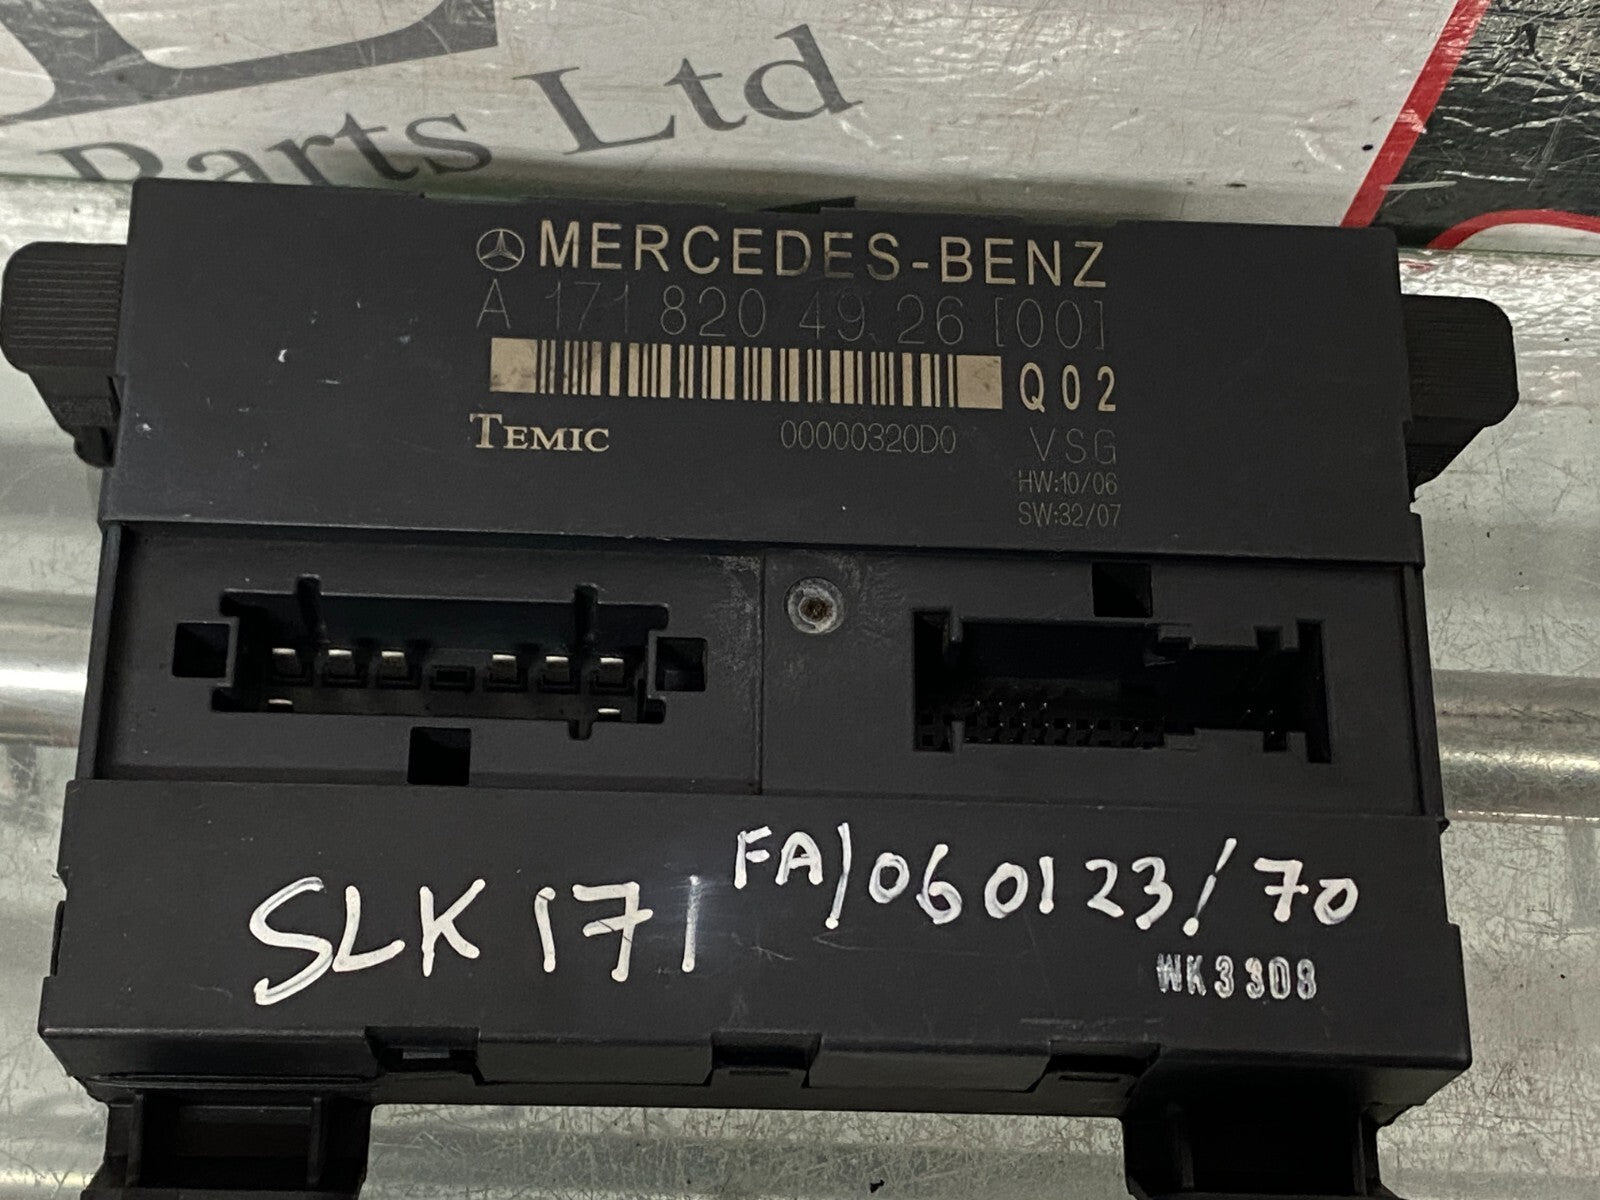 Parts Ltd
MERCEDES-BENZ
A 171 820 49 26 [00]
Q02
TEMIC 00000320D0 VSG
HW:10/06
SW:32/07
SLK 171 FA/060123/70
WK3308